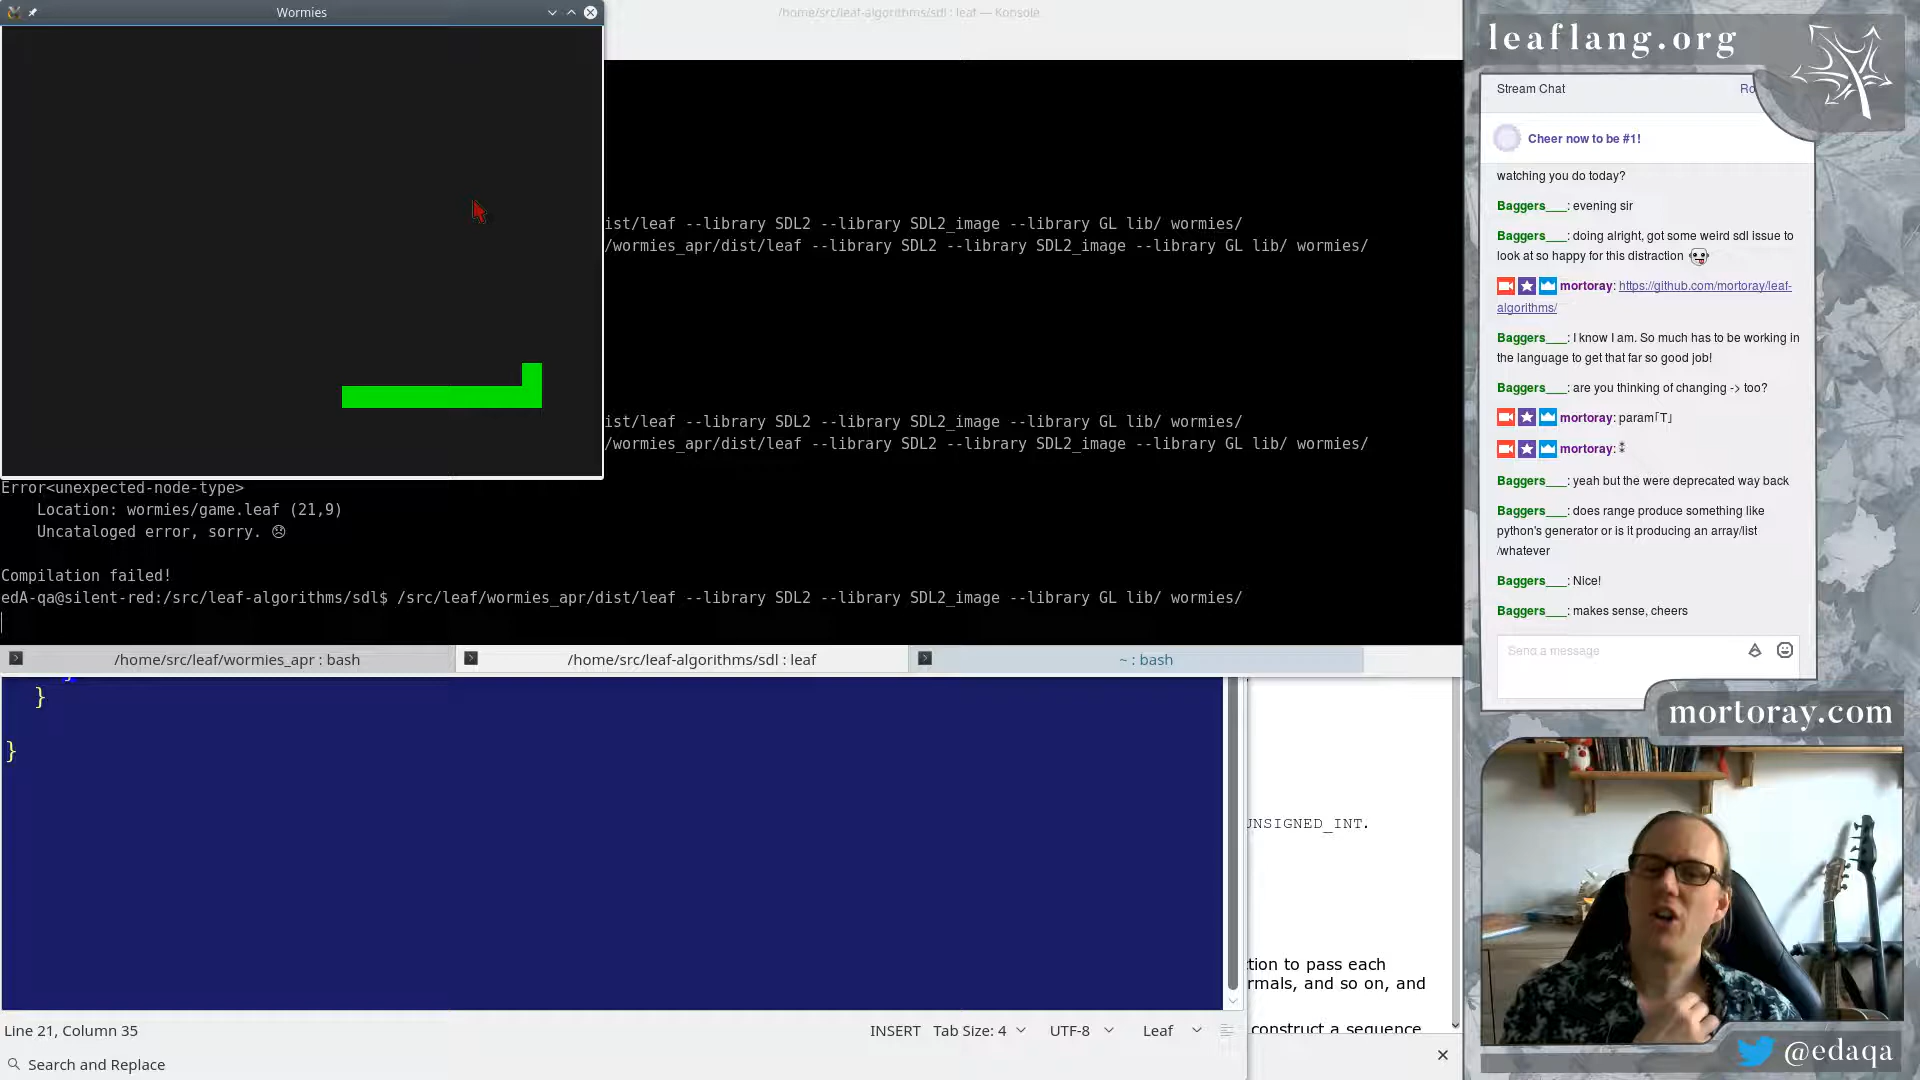 Wormies
/home/src/leaf-algorithms/sdl : leaf — Konsole
ist/leaf --library SDL2 --library SDL2_image --library GL lib/ wormies/
/wormies_apr/dist/leaf --library SDL2 --library SDL2_image --library GL lib/ wormies/
ist/leaf --library SDL2 --library SDL2_image --library GL lib/ wormies/
/wormies_apr/dist/leaf --library SDL2 --library SDL2_image --library GL lib/ wormies/
Error<unexpected-node-type>
Location: wormies/game.leaf (21,9)
Uncataloged error, sorry. 😞
Compilation failed!
edA-qa@silent-red:/src/leaf-algorithms/sdl$ /src/leaf/wormies_apr/dist/leaf --library SDL2 --library SDL2_image --library GL lib/ wormies/
/home/src/leaf/wormies_apr : bash
/home/src/leaf-algorithms/sdl : leaf
~ : bash
}
}
UNSIGNED_INT.
tion to pass each
rmals, and so on, and
construct a sequence
Line 21, Column 35
INSERT
Tab Size: 4
UTF-8
Leaf
Search and Replace
leaflang.org
Stream Chat
Ro
Cheer now to be #1!
watching you do today?
Baggers___: evening sir
Baggers___: doing alright, got some weird sdl issue to
look at so happy for this distraction
mortoray: https://github.com/mortoray/leaf-
algorithms/
Baggers___: I know I am. So much has to be working in
the language to get that far so good job!
Baggers___: are you thinking of changing -> too?
mortoray: param｢T｣
mortoray: ⁑
Baggers___: yeah but the were deprecated way back
Baggers___: does range produce something like
python's generator or is it producing an array/list
/whatever
Baggers___: Nice!
Baggers___: makes sense, cheers
Send a message
mortoray.com
@edaqa